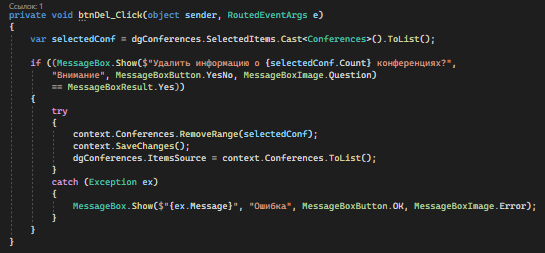 Ссылок: 1
private void btnDel_Click(object sender, RoutedEventArgs e)
{
var selectedConf = dgConferences.SelectedItems.Cast<Conferences>().ToList();
if ((MessageBox.Show($"Удалить информацию о {selectedConf.Count} конференциях?",
"Внимание", MessageBoxButton.YesNo, MessageBoxImage.Question)
== MessageBoxResult.Yes))
{
try
{
context.Conferences.RemoveRange(selectedConf);
context.SaveChanges();
dgConferences.ItemsSource = context.Conferences.ToList();
}
catch (Exception ex)
{
MessageBox.Show($"{ex.Message}", "Ошибка", MessageBoxButton.OK, MessageBoxImage.Error);
}
}
}